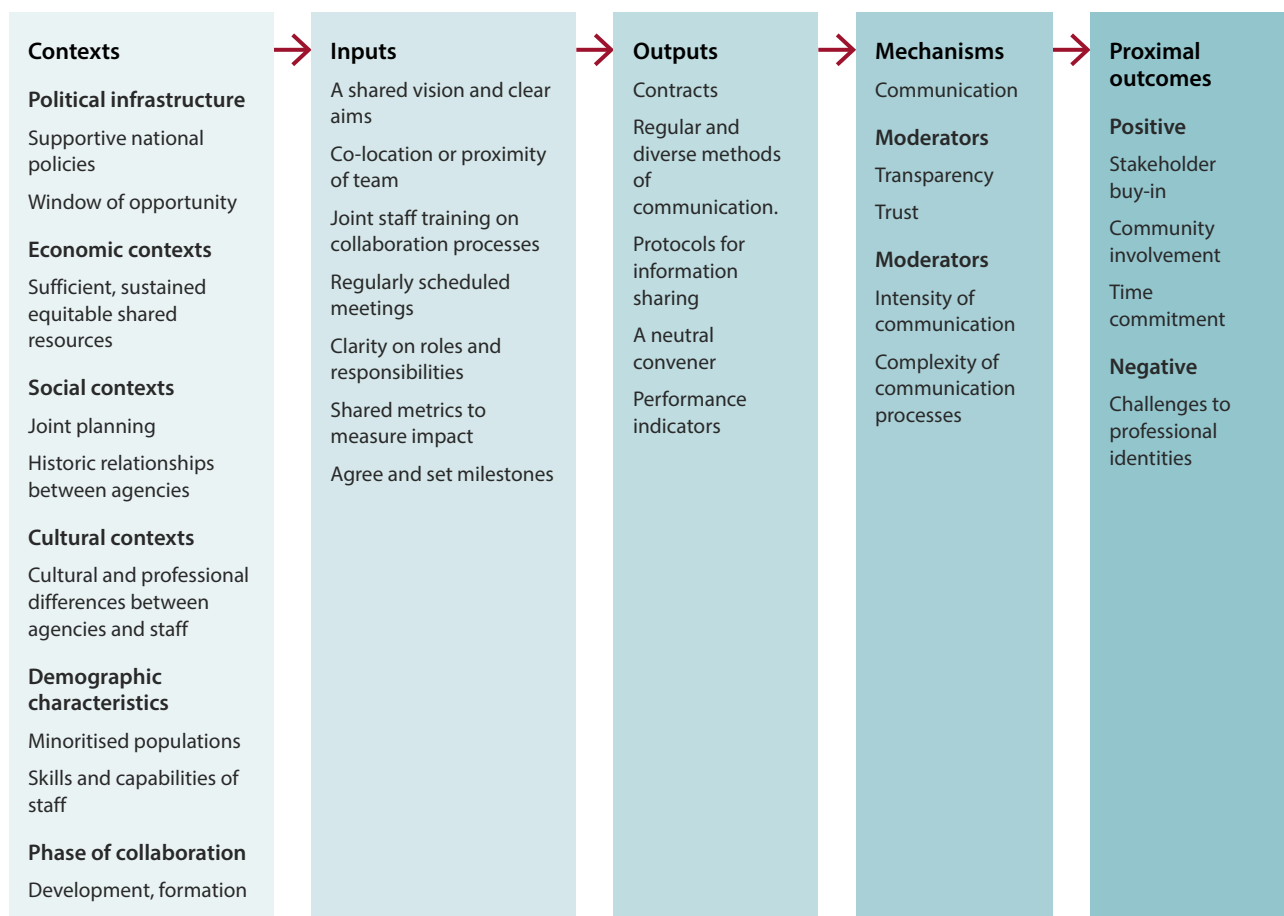 Contexts
Political infrastructure
Supportive national
policies
Window of opportunity
Economic contexts
Sufficient, sustained
equitable shared
resources
Social contexts
Joint planning
Historic relationships
between agencies
Cultural contexts
Cultural and professional
differences between
agencies and staff
Demographic
characteristics
Minoritised populations
Skills and capabilities of
staff
Phase of collaboration
Development, formation
Inputs
A shared vision and clear
aims
Co-location or proximity
of team
Joint staff training on
collaboration processes
Regularly scheduled
meetings
Clarity on roles and
responsibilities
Shared metrics to
measure impact
Agree and set milestones
Outputs
Contracts
Regular and
diverse methods
of
communication.
Protocols for
information
sharing
A neutral
convener
Performance
indicators
Mechanisms
Communication
Moderators
Transparency
Trust
Moderators
Intensity of
communication
Complexity of
communication
processes
Proximal
outcomes
Positive
Stakeholder
buy-in
Community
involvement
Time
commitment
Negative
Challenges to
professional
identities